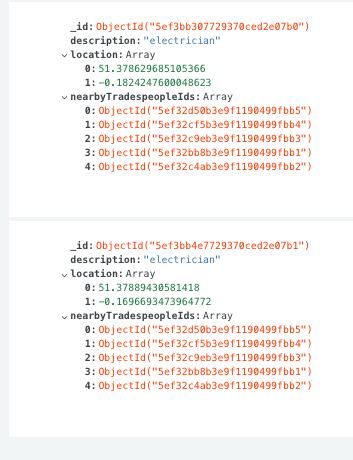 _id: ObjectId("5ef3bb307729370ced2e07b0")
description: "electrician"
location: Array
0: 51.378629685105366
1: -0.1824247600048623
nearbyTradespeopleIds: Array
0: ObjectId("5ef32d50b3e9f1190499fbb5")
1: ObjectId("5ef32cf5b3e9f1190499fbb4")
2: ObjectId("5ef32c9eb3e9f1190499fbb3")
3: ObjectId("5ef32bb8b3e9f1190499fbb1")
4: ObjectId("5ef32c4ab3e9f1190499fbb2")
_id: ObjectId("5ef3bb4e7729370ced2e07b1")
description: "electrician"
location: Array
0: 51.37889430581418
1: -0.1696693473964772
nearbyTradespeopleIds: Array
0: ObjectId("5ef32d50b3e9f1190499fbb5")
1: ObjectId("5ef32cf5b3e9f1190499fbb4")
2: ObjectId("5ef32c9eb3e9f1190499fbb3")
3: ObjectId("5ef32bb8b3e9f1190499fbb1")
4: ObjectId("5ef32c4ab3e9f1190499fbb2")